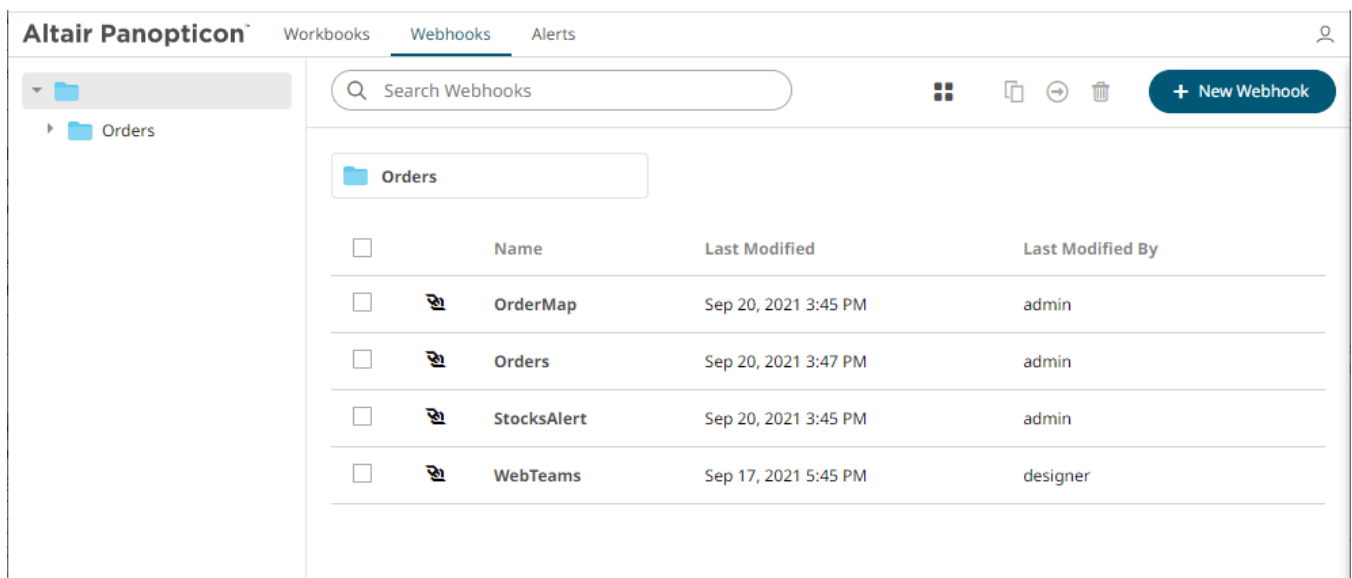 Altair Panopticon™ Workbooks Webhooks Alerts
Search Webhooks + New Webhook
Orders
Orders
Name Last Modified Last Modified By
OrderMap Sep 20, 2021 3:45 PM admin
Orders Sep 20, 2021 3:47 PM admin
StocksAlert Sep 20, 2021 3:45 PM admin
WebTeams Sep 17, 2021 5:45 PM designer